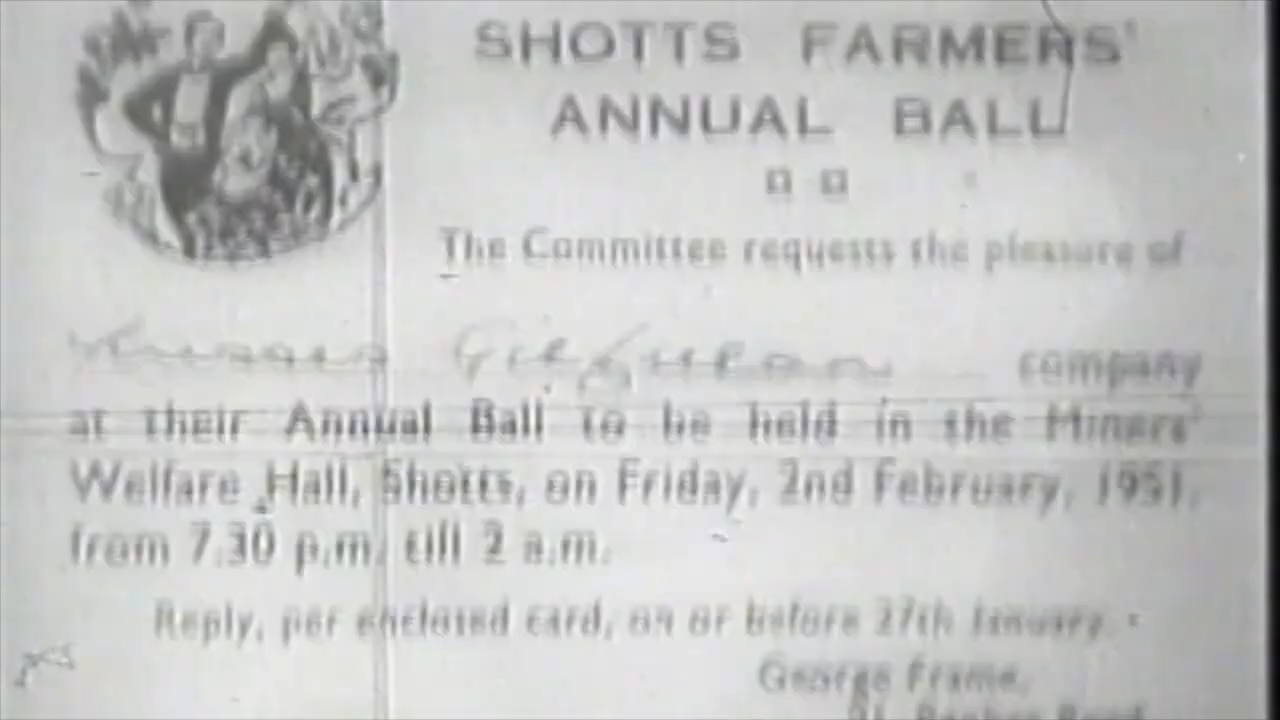 SHOTTS FARMERS'
ANNUAL BALL
The Committee requests the pleasure of
company
at their Annual Ball to be held in the Miners'
Welfare Hall, Shotts, on Friday, 2nd February, 1951,
from 7.30 p.m. till 2 a.m.
Reply, per enclosed card, on or before 27th January.
George Frame,
Road